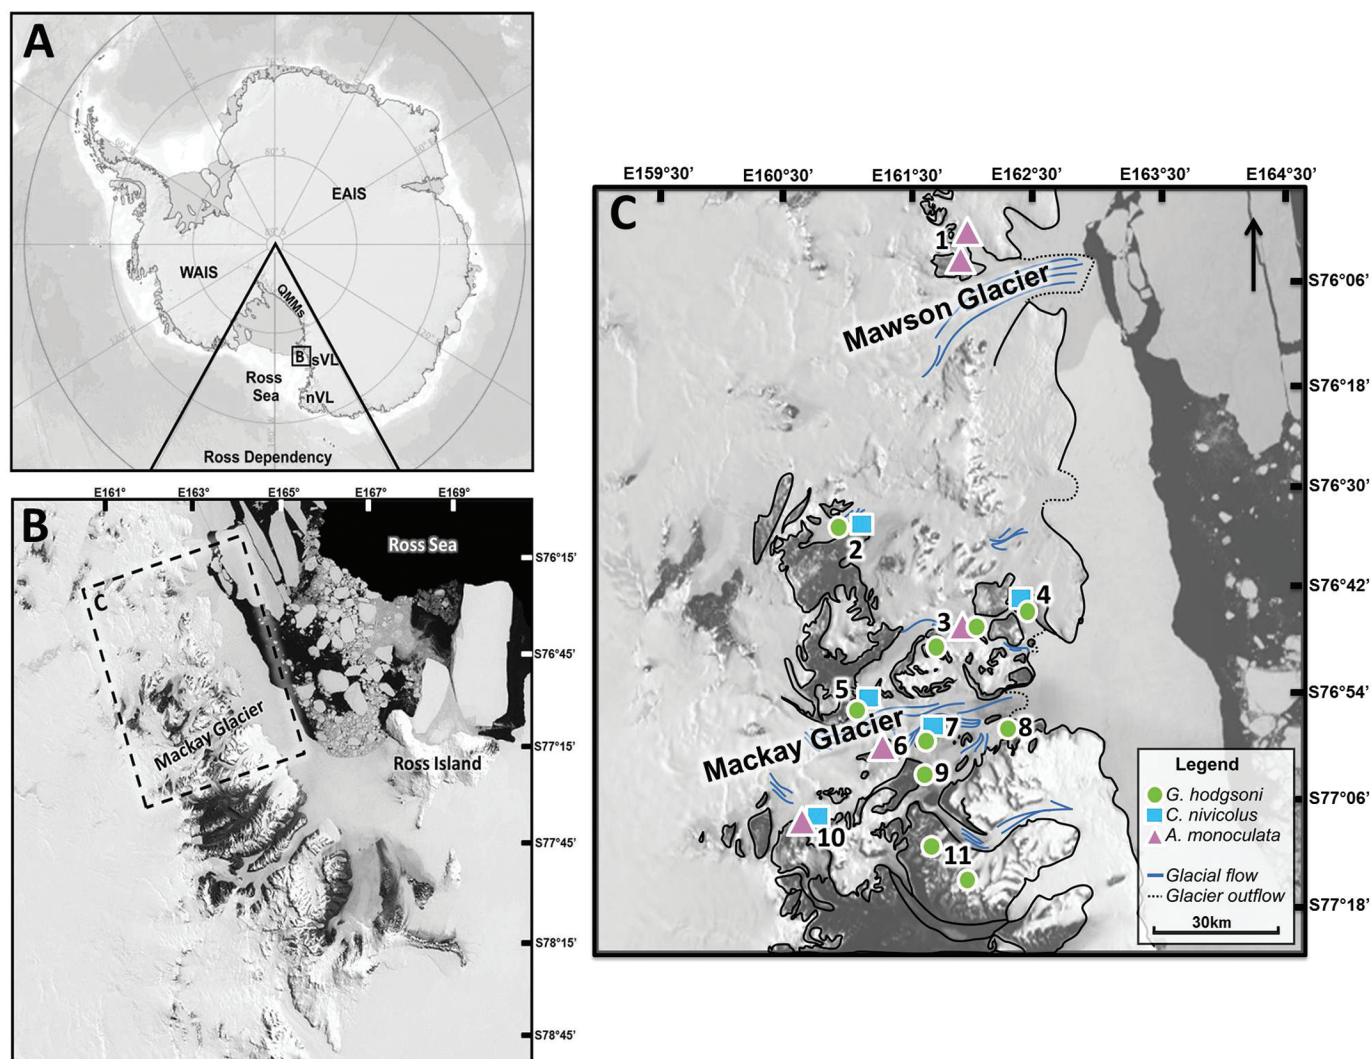 A
80° S
EAIS
WAIS
QMMs
B
sVL
Ross
Sea
nVL
Ross Dependency
E161°
E163°
E165°
E167°
E169°
B
Ross Sea
S76°15'
C
S76°45'
Mackay Glacier
S77°15'
Ross Island
S77°45'
S78°15'
S78°45'
E159°30'
E160°30'
E161°30'
E162°30'
E163°30'
E164°30'
C
1
Mawson Glacier
S76°06'
S76°18'
S76°30'
2
S76°42'
4
3
5
S76°54'
Mackay Glacier
6
7
8
9
10
11
S77°06'
S77°18'
Legend
G. hodgsoni
C. nivicolus
A. monoculata
Glacial flow
Glacier outflow
30km